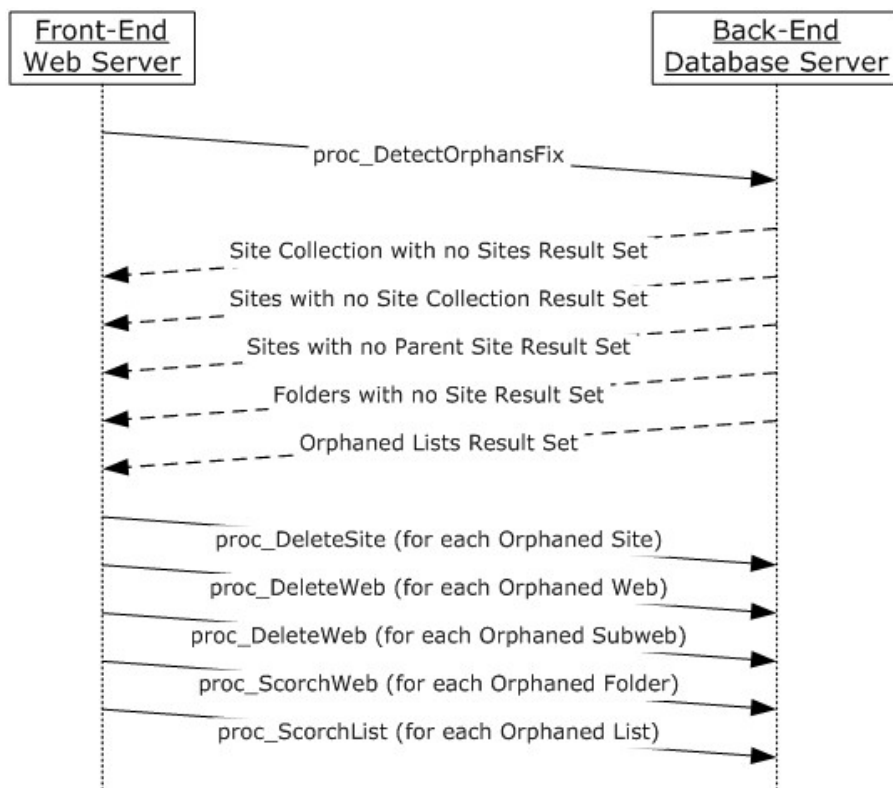 Front-End
Web Server
Back-End
Database Server
proc_DetectOrphansFix
Site Collection with no Sites Result Set
Sites with no Site Collection Result Set
Sites with no Parent Site Result Set
Folders with no Site Result Set
Orphaned Lists Result Set
proc_DeleteSite (for each Orphaned Site)
proc_DeleteWeb (for each Orphaned Web)
proc_DeleteWeb (for each Orphaned Subweb)
proc_ScorchWeb (for each Orphaned Folder)
proc_ScorchList (for each Orphaned List)